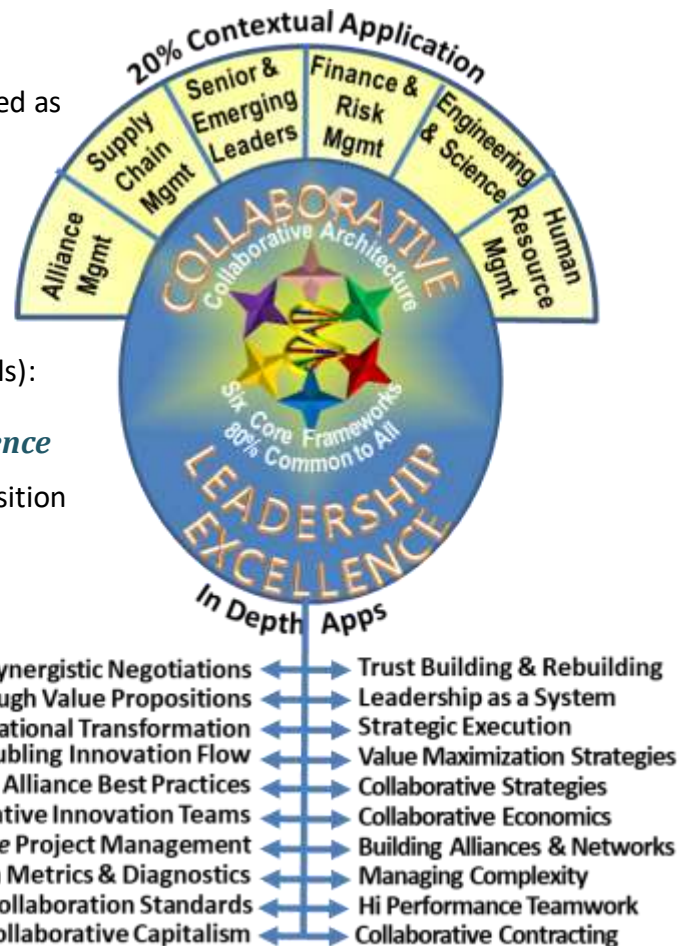 20% Contextual Application
ed as
Alliance
Mgmt
Supply
Chain
Mgmt
Senior &
Emerging
Leaders
Finance &
Risk
Mgmt
Engineering
& Science
Human
Resource
Mgmt
COLLABORATIVE
Collaborative Architecture
ls):
ence
sition
Six Core Frameworks
80% Common to All
LEADERSHIP
EXCELLENCE
In Depth Apps
ynergistic Negotiations
Trust Building & Rebuilding
ugh Value Propositions
Leadership as a System
ational Transformation
Strategic Execution
ubling Innovation Flow
Value Maximization Strategies
Alliance Best Practices
Collaborative Strategies
ative Innovation Teams
Collaborative Economics
e Project Management
Building Alliances & Networks
Metrics & Diagnostics
Managing Complexity
ollaboration Standards
Hi Performance Teamwork
ollaborative Capitalism
Collaborative Contracting